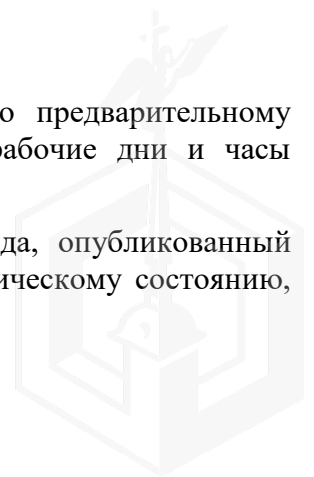 о предварительному
рабочие дни и часы
да, опубликованный
ическому состоянию,